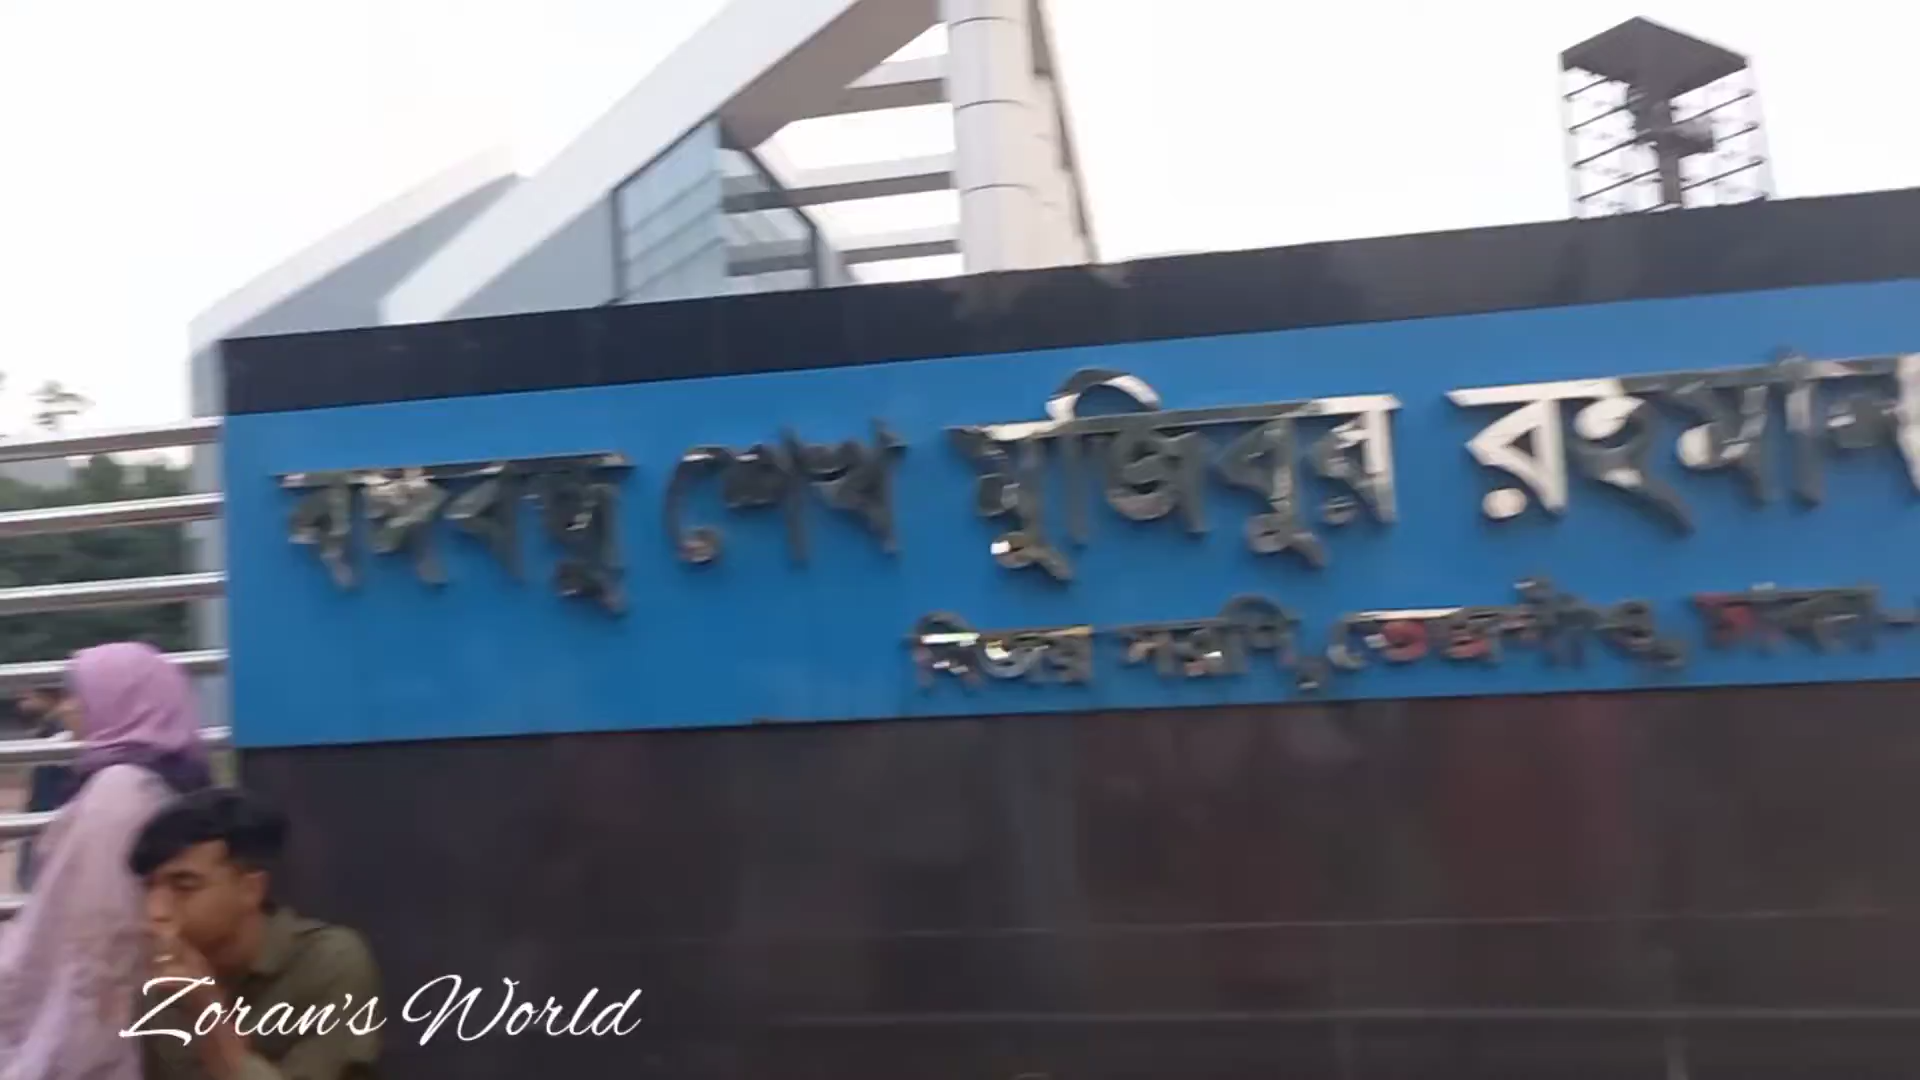 বঙ্গবন্ধু শেখ মুজিবুর রহমান
বিজয় সরণি, তেজগাঁও, ঢাকা-
Zoran's World